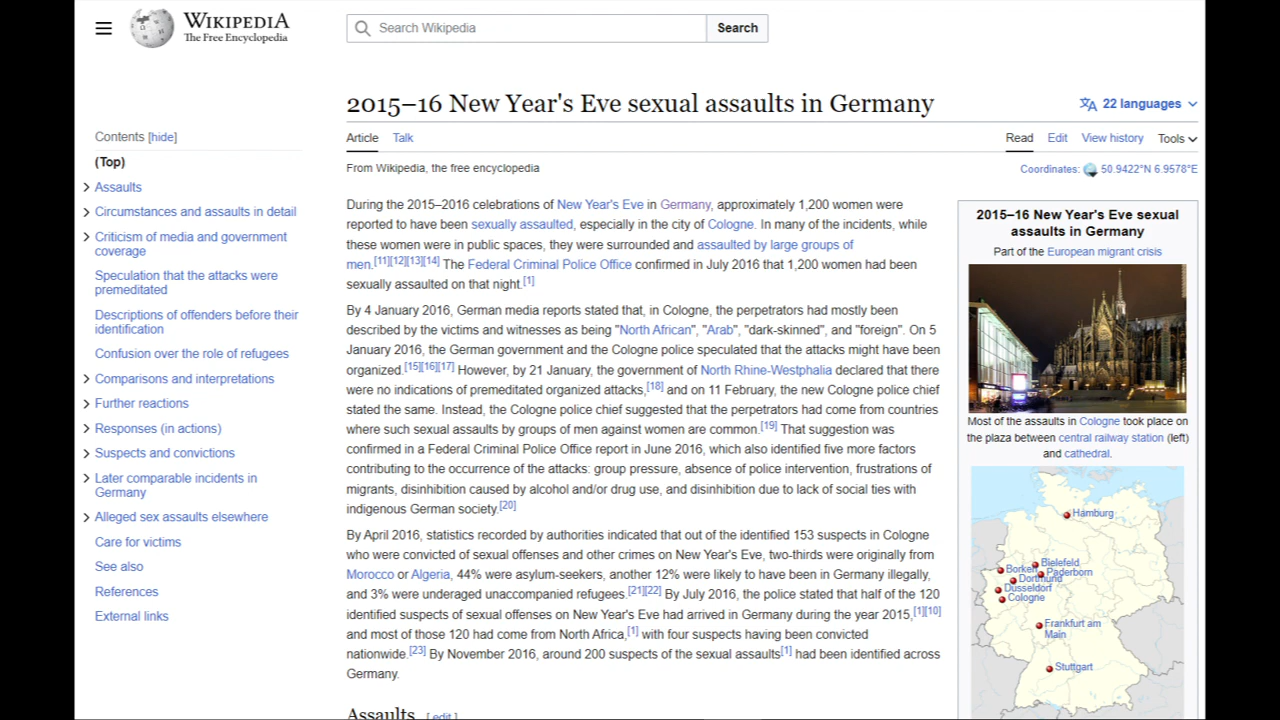 WIKIPEDIA
The Free Encyclopedia
Search Wikipedia
Search
2015–16 New Year's Eve sexual assaults in Germany
22 languages
Contents [hide]
(Top)
Assaults
Circumstances and assaults in detail
Criticism of media and government
coverage
Speculation that the attacks were
premeditated
Descriptions of offenders before their
identification
Confusion over the role of refugees
Comparisons and interpretations
Further reactions
Responses (in actions)
Suspects and convictions
Later comparable incidents in
Germany
Alleged sex assaults elsewhere
Care for victims
See also
References
External links
Article Talk
Read Edit View history Tools
From Wikipedia, the free encyclopedia
Coordinates: 50.9422°N 6.9578°E
During the 2015–2016 celebrations of New Year's Eve in Germany, approximately 1,200 women were
reported to have been sexually assaulted, especially in the city of Cologne. In many of the incidents, while
these women were in public spaces, they were surrounded and assaulted by large groups of
men.[11][12][13][14] The Federal Criminal Police Office confirmed in July 2016 that 1,200 women had been
sexually assaulted on that night.[1]
By 4 January 2016, German media reports stated that, in Cologne, the perpetrators had mostly been
described by the victims and witnesses as being "North African", "Arab", "dark-skinned", and "foreign". On 5
January 2016, the German government and the Cologne police speculated that the attacks might have been
organized.[15][16][17] However, by 21 January, the government of North Rhine-Westphalia declared that there
were no indications of premeditated organized attacks,[18] and on 11 February, the new Cologne police chief
stated the same. Instead, the Cologne police chief suggested that the perpetrators had come from countries
where such sexual assaults by groups of men against women are common.[19] That suggestion was
confirmed in a Federal Criminal Police Office report in June 2016, which also identified five more factors
contributing to the occurrence of the attacks: group pressure, absence of police intervention, frustrations of
migrants, disinhibition caused by alcohol and/or drug use, and disinhibition due to lack of social ties with
indigenous German society.[20]
By April 2016, statistics recorded by authorities indicated that out of the identified 153 suspects in Cologne
who were convicted of sexual offenses and other crimes on New Year's Eve, two-thirds were originally from
Morocco or Algeria, 44% were asylum-seekers, another 12% were likely to have been in Germany illegally,
and 3% were underaged unaccompanied refugees.[21][22] By July 2016, the police stated that half of the 120
identified suspects of sexual offenses on New Year's Eve had arrived in Germany during the year 2015,[1][10]
and most of those 120 had come from North Africa,[1] with four suspects having been convicted
nationwide.[23] By November 2016, around 200 suspects of the sexual assaults[1] had been identified across
Germany.
Assaults [edit]
2015–16 New Year's Eve sexual
assaults in Germany
Part of the European migrant crisis
Most of the assaults in Cologne took place on
the plaza between central railway station (left)
and cathedral.
Hamburg
Bielefeld
Borken
Paderborn
Dortmund
Düsseldorf
Cologne
Frankfurt am
Main
Stuttgart